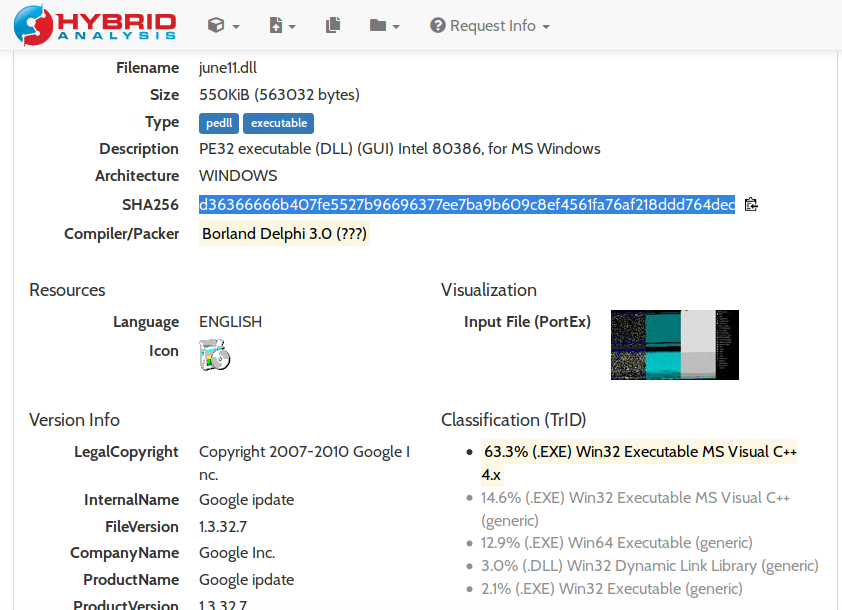 HYBRID
ANALYSIS
Request Info
Filename june11.dll
Size 550KiB (563032 bytes)
Type pedll executable
Description PE32 executable (DLL) (GUI) Intel 80386, for MS Windows
Architecture WINDOWS
SHA256 d36366666b407fe5527b96696377ee7ba9b609c8ef4561fa76af218ddd764dec
Compiler/Packer Borland Delphi 3.0 (???)
Resources
Language ENGLISH
Icon
Visualization
Input File (PortEx)
Version Info
LegalCopyright Copyright 2007-2010 Google I
nc.
InternalName Google ipdate
FileVersion 1.3.32.7
CompanyName Google Inc.
ProductName Google ipdate
ProductVersion 1.3.32.7
Classification (TrID)
63.3% (.EXE) Win32 Executable MS Visual C++
4.x
14.6% (.EXE) Win32 Executable MS Visual C++
(generic)
12.9% (.EXE) Win64 Executable (generic)
3.0% (.DLL) Win32 Dynamic Link Library (generic)
2.1% (.EXE) Win32 Executable (generic)